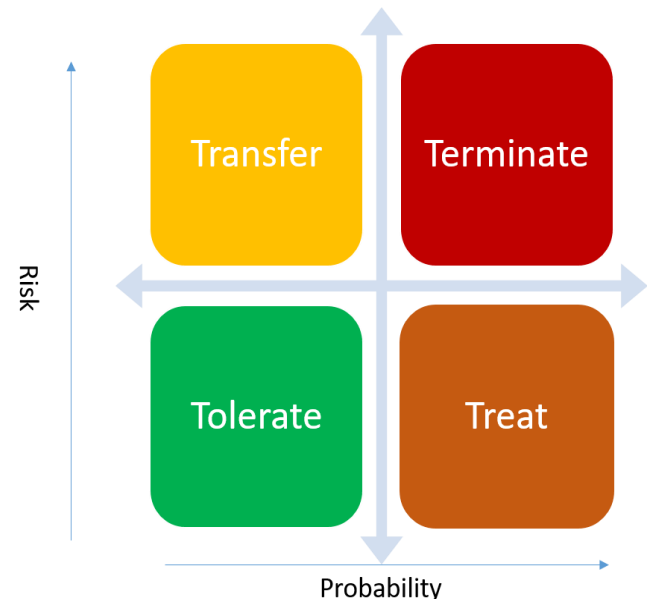 Transfer
Terminate
Risk
Tolerate
Treat
Probability